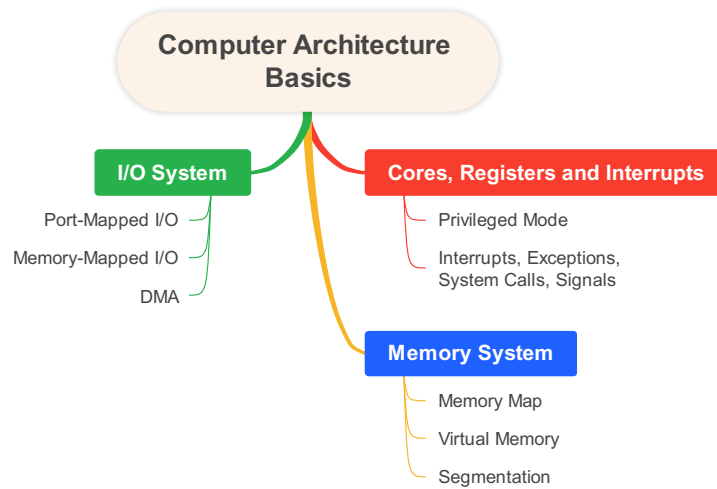 Computer Architecture
Basics
I/O System
Port-Mapped I/O
Memory-Mapped I/O
DMA
Cores, Registers and Interrupts
Privileged Mode
Interrupts, Exceptions,
System Calls, Signals
Memory System
Memory Map
Virtual Memory
Segmentation